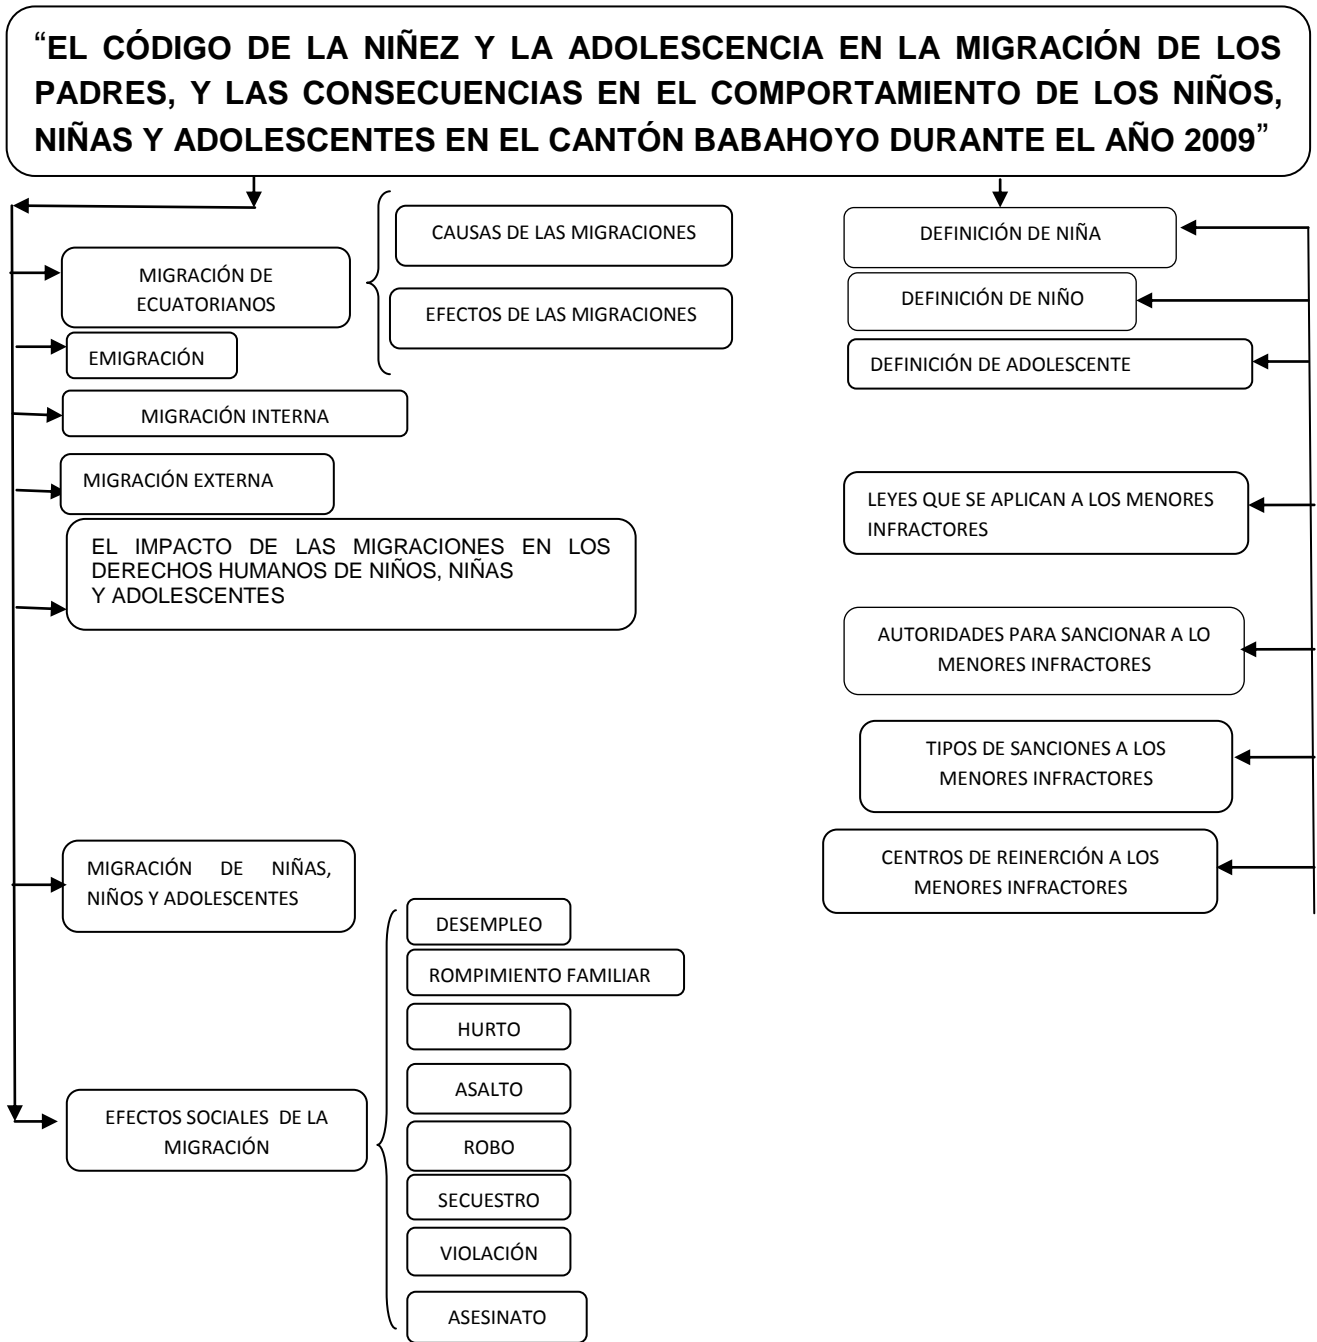 “EL CÓDIGO DE LA NIÑEZ Y LA ADOLESCENCIA EN LA MIGRACIÓN DE LOS
PADRES, Y LAS CONSECUENCIAS EN EL COMPORTAMIENTO DE LOS NIÑOS,
NIÑAS Y ADOLESCENTES EN EL CANTÓN BABAHOYO DURANTE EL AÑO 2009”
MIGRACIÓN DE
ECUATORIANOS
CAUSAS DE LAS MIGRACIONES
EFECTOS DE LAS MIGRACIONES
EMIGRACIÓN
MIGRACIÓN INTERNA
MIGRACIÓN EXTERNA
EL IMPACTO DE LAS MIGRACIONES EN LOS
DERECHOS HUMANOS DE NIÑOS, NIÑAS
Y ADOLESCENTES
MIGRACIÓN DE NIÑAS,
NIÑOS Y ADOLESCENTES
EFECTOS SOCIALES DE LA
MIGRACIÓN
DESEMPLEO
ROMPIMIENTO FAMILIAR
HURTO
ASALTO
ROBO
SECUESTRO
VIOLACIÓN
ASESINATO
DEFINICIÓN DE NIÑA
DEFINICIÓN DE NIÑO
DEFINICIÓN DE ADOLESCENTE
LEYES QUE SE APLICAN A LOS MENORES
INFRACTORES
AUTORIDADES PARA SANCIONAR A LO
MENORES INFRACTORES
TIPOS DE SANCIONES A LOS
MENORES INFRACTORES
CENTROS DE REINERCIÓN A LOS
MENORES INFRACTORES